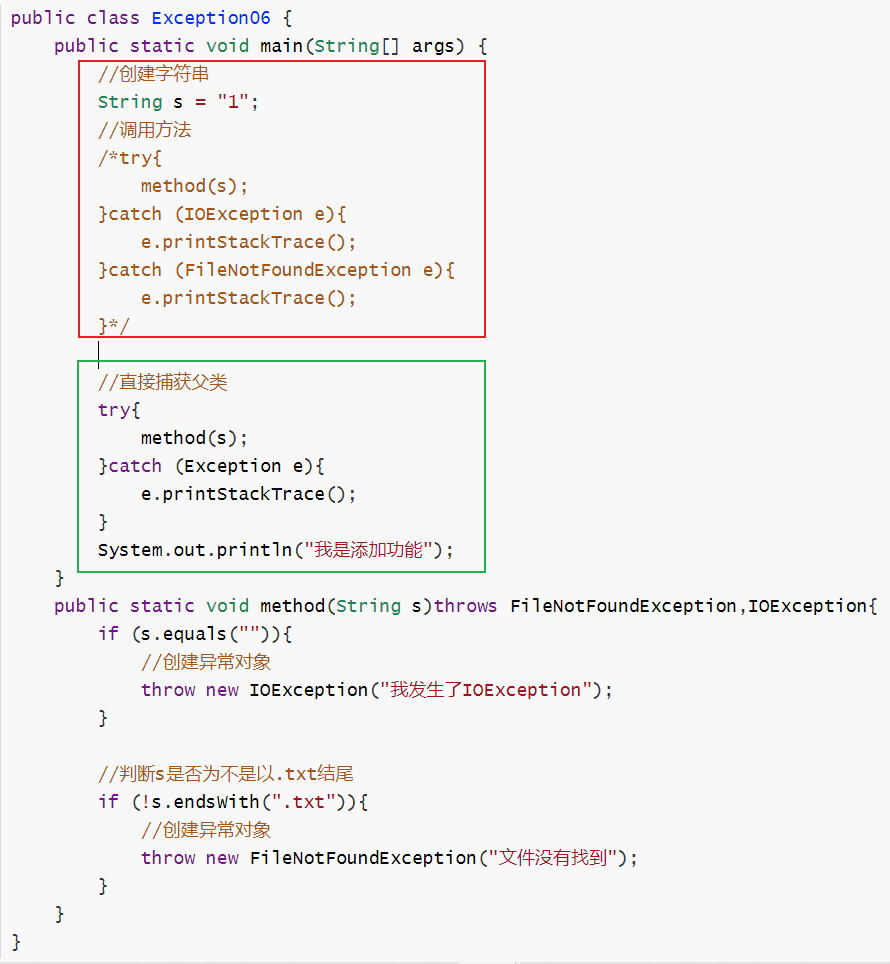 public class Exception06 {
    public static void main(String[] args) {
        //创建字符串
        String s = "1";
        //调用方法
        /*try{
            method(s);
        }catch (IOException e){
            e.printStackTrace();
        }catch (FileNotFoundException e){
            e.printStackTrace();
        }*/
        //直接捕获父类
        try{
            method(s);
        }catch (Exception e){
            e.printStackTrace();
        }
        System.out.println("我是添加功能");
    }
    public static void method(String s)throws FileNotFoundException,IOException{
        if (s.equals("")){
            //创建异常对象
            throw new IOException("我发生了IOException");
        }
        //判断s是否为不是以.txt结尾
        if (!s.endsWith(".txt")){
            //创建异常对象
            throw new FileNotFoundException("文件没有找到");
        }
    }
}